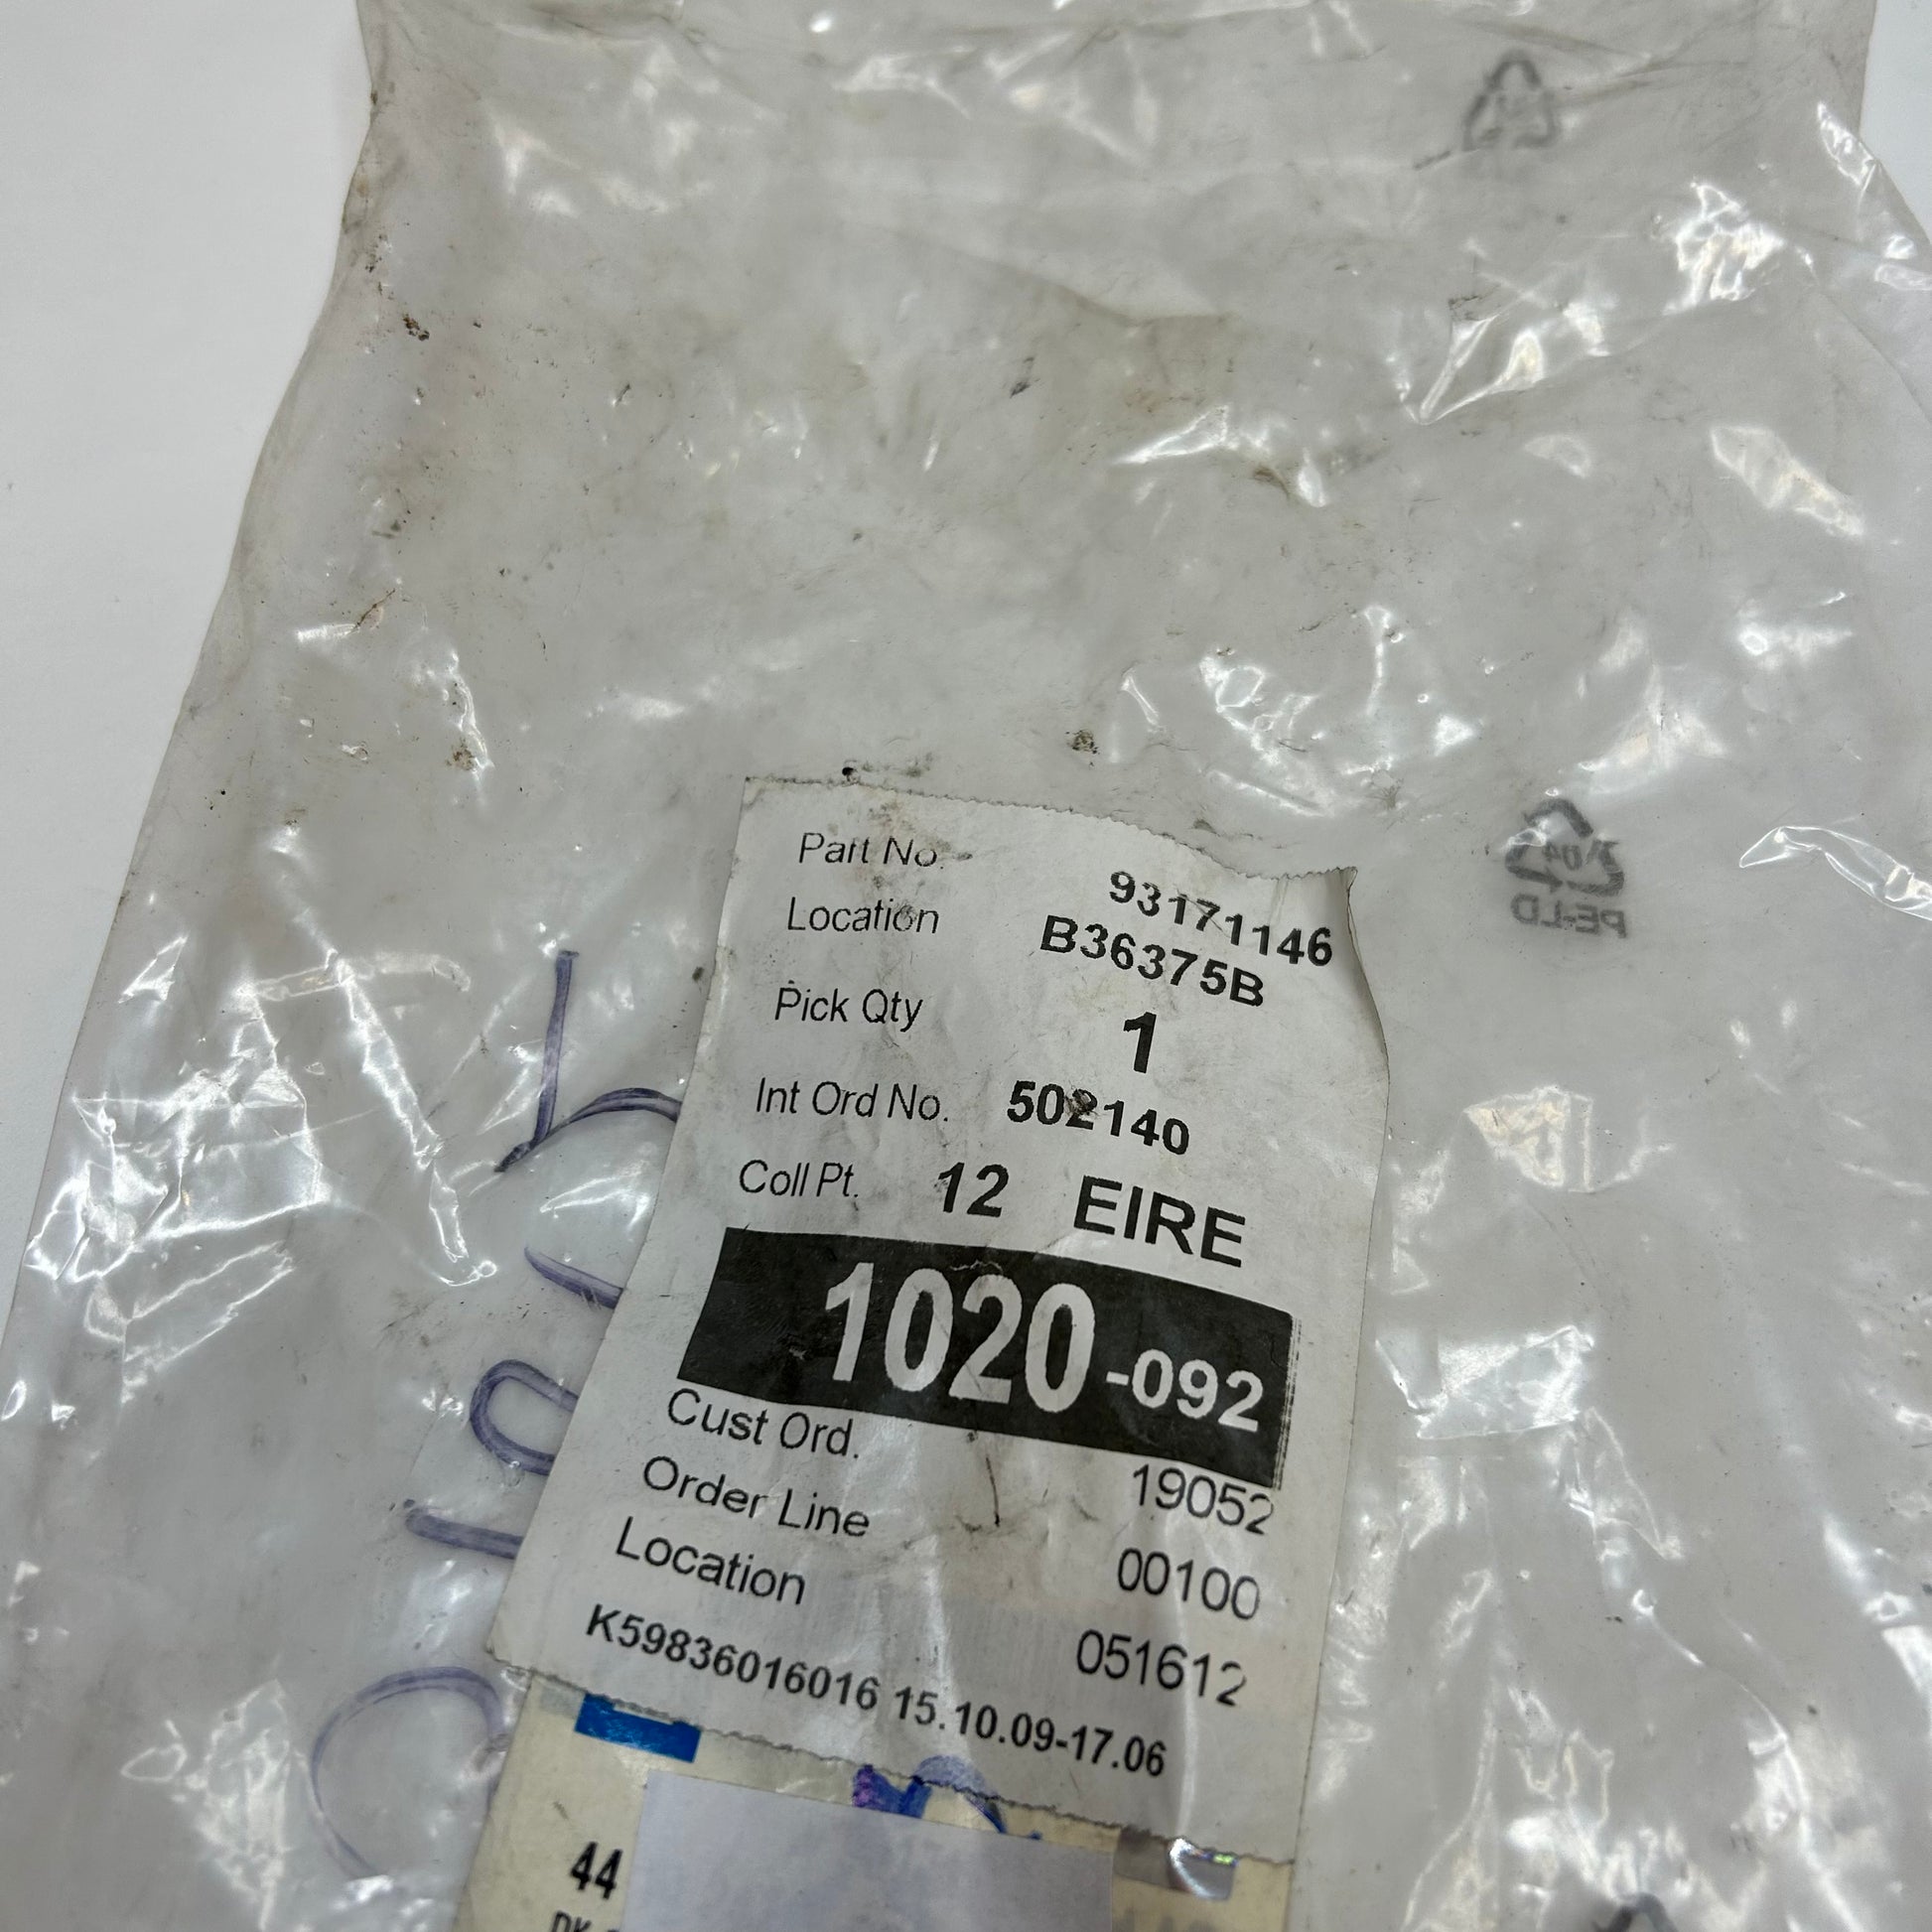 Part No. 93171146
Location B36375B
Pick Qty 1
Int Ord No. 502140
Coll Pt. 12 EIRE
1020-092
Cust Ord. 19052
Order Line 00100
Location 051612
K59836016016 15.10.09-17.06
44
04
PE-LD